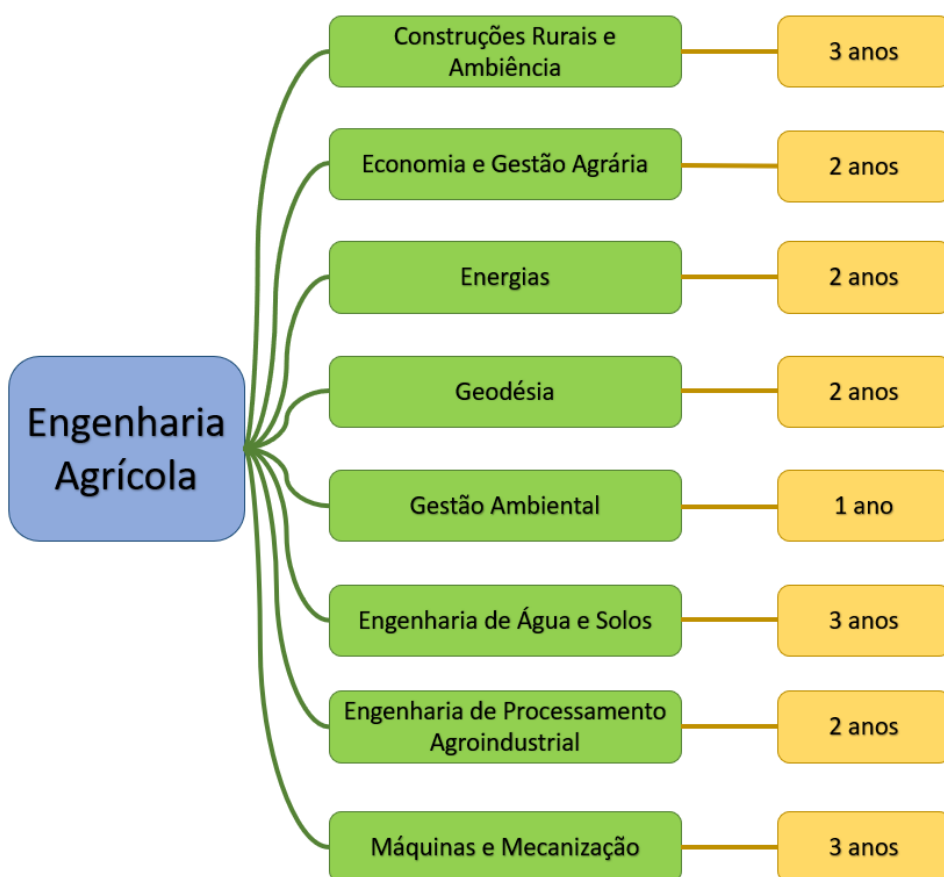 Construções Rurais e
Ambiência
3 anos
Economia e Gestão Agrária
2 anos
Energias
2 anos
Engenharia
Agrícola
Geodésia
2 anos
Gestão Ambiental
1 ano
Engenharia de Água e Solos
3 anos
Engenharia de Processamento
Agroindustrial
2 anos
Máquinas e Mecanização
3 anos